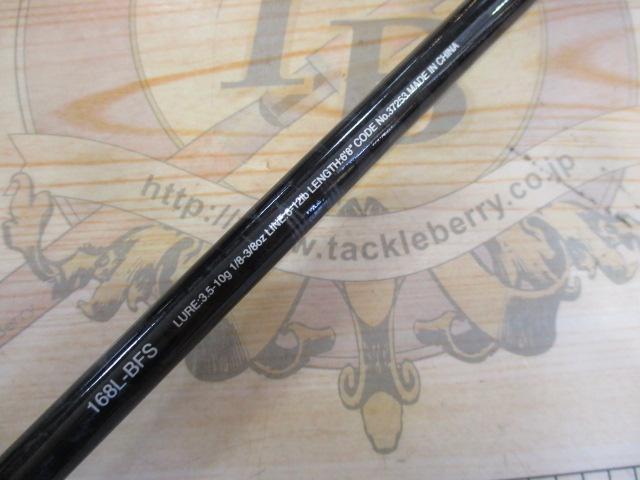 TB
http://www.tackleberry.co.jp
168L-BFS LURE:3.5-10g 1/8-3/8oz LINE:6-12lb LENGTH:6'8" CODE No.37253.MADE IN CHINA